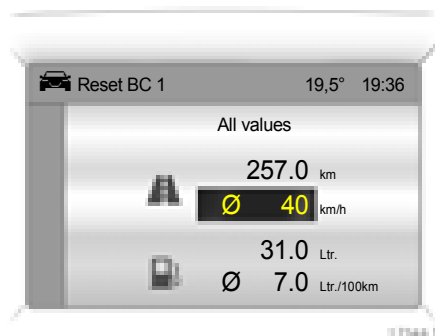 Reset BC 1 19,5° 19:36
All values
257.0 km
Ø 40 km/h
31.0 Ltr.
Ø 7.0 Ltr./100km